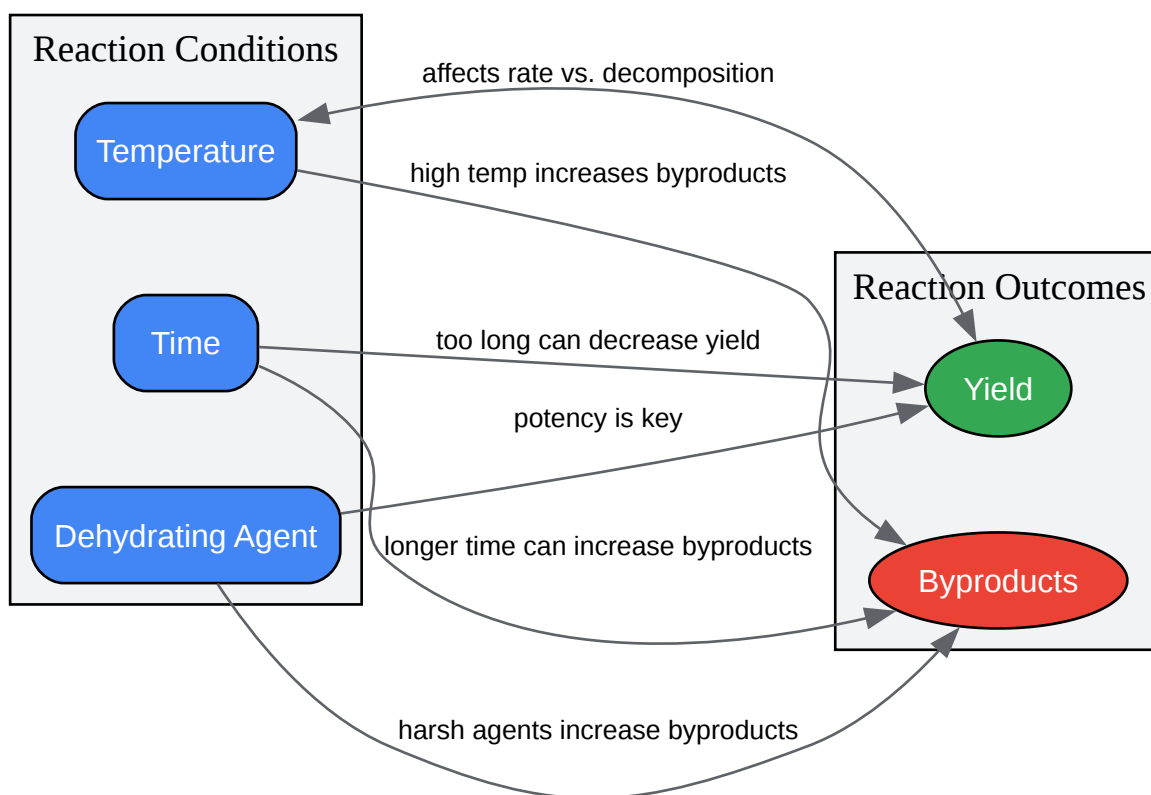 Reaction Conditions
affects rate vs. decomposition
Temperature
high temp increases byproducts
Reaction Outcomes
Time
too long can decrease yield
Yield
potency is key
Dehydrating Agent
longer time can increase byproducts
Byproducts
harsh agents increase byproducts